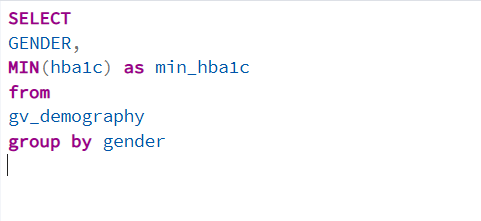 SELECT
GENDER,
MIN(hba1c) as min_hba1c
from
gv_demography
group by gender